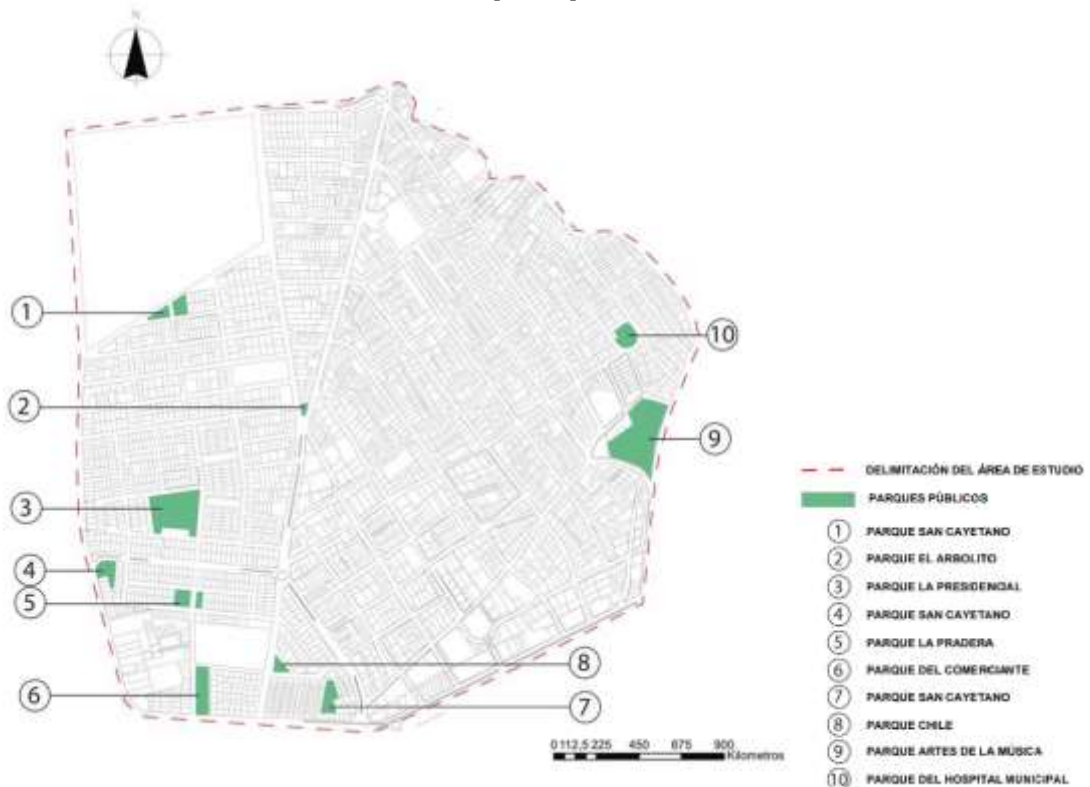 N
1
2
3
4
5
6
7
8
9
10
DELIMITACIÓN DEL ÁREA DE ESTUDIO
PARQUES PÚBLICOS
1 PARQUE SAN CAYETANO
2 PARQUE EL ARBOLITO
3 PARQUE LA PRESIDENCIAL
4 PARQUE SAN CAYETANO
5 PARQUE LA PRADERA
6 PARQUE DEL COMERCIANTE
7 PARQUE SAN CAYETANO
8 PARQUE CHILE
9 PARQUE ARTES DE LA MÚSICA
10 PARQUE DEL HOSPITAL MUNICIPAL
0 112,5 225 450 675 900
Kilometros